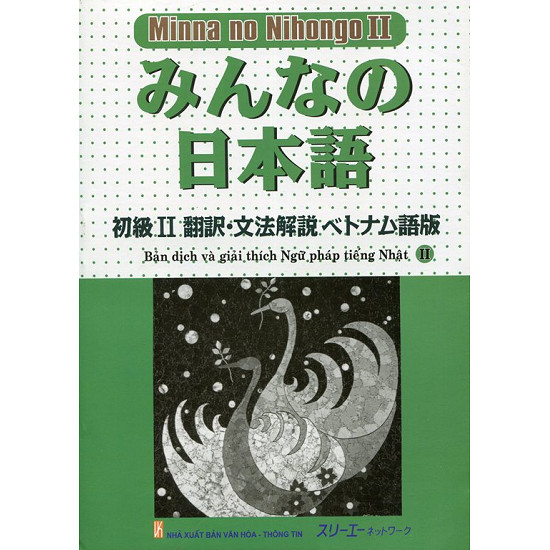 Minna no Nihongo II
みんなの
日本語
初級 II 翻訳・文法解説 ベトナム語版
Bản dịch và giải thích Ngữ pháp tiếng Nhật II
NHÀ XUẤT BẢN VĂN HÓA - THÔNG TIN
スリーエーネットワーク